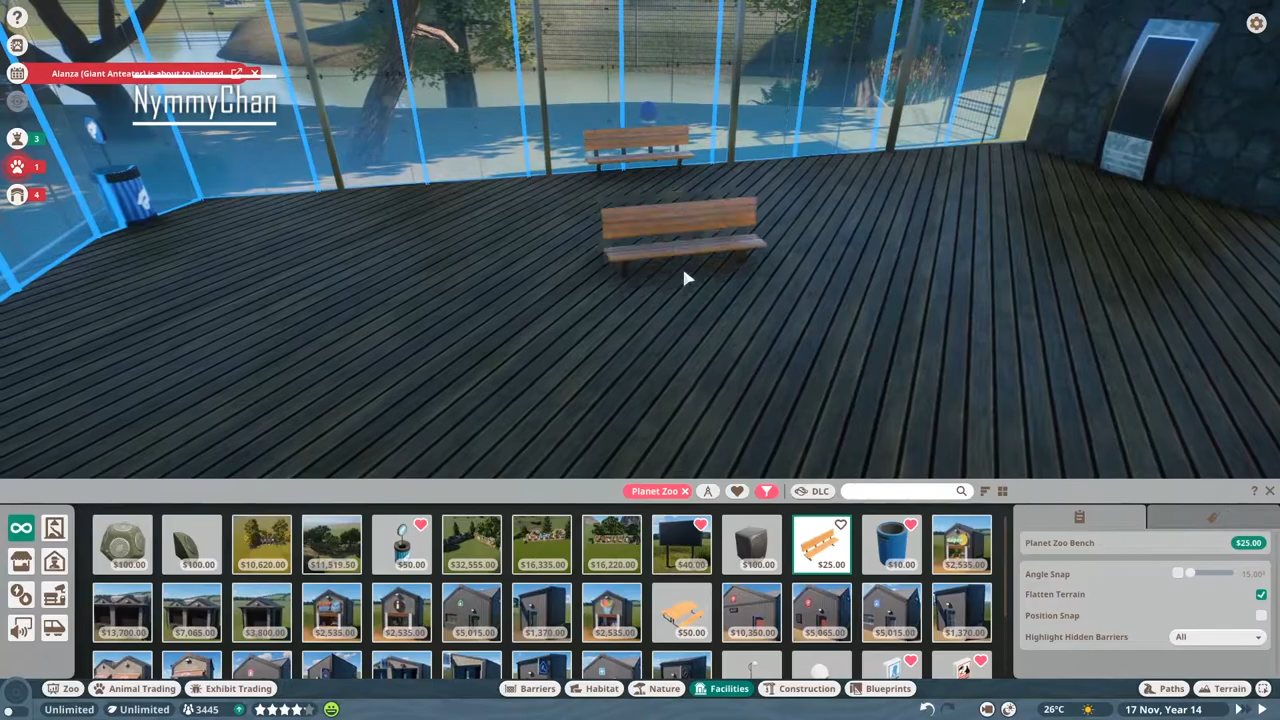 ?
Alanza (Giant Anteater) is about to inbreed
NymmyChan
3
1
4
Planet Zoo
DLC
?
$100.00 $100.00 $10,620.00 $11,519.50 $50.00 $32,555.00 $16,335.00 $16,220.00 $40.00 $100.00 $25.00 $10.00 $2,535.00
$13,700.00 $7,065.00 $3,800.00 $2,535.00 $2,535.00 $5,015.00 $1,370.00 $2,535.00 $50.00 $10,350.00 $5,065.00 $5,015.00 $1,370.00
Planet Zoo Bench $25.00
Angle Snap 15.00°
Flatten Terrain
Position Snap
Highlight Hidden Barriers All
Zoo Animal Trading Exhibit Trading Barriers Habitat Nature Facilities Construction Blueprints Paths Terrain
Unlimited Unlimited 3445 26°C 17 Nov, Year 14